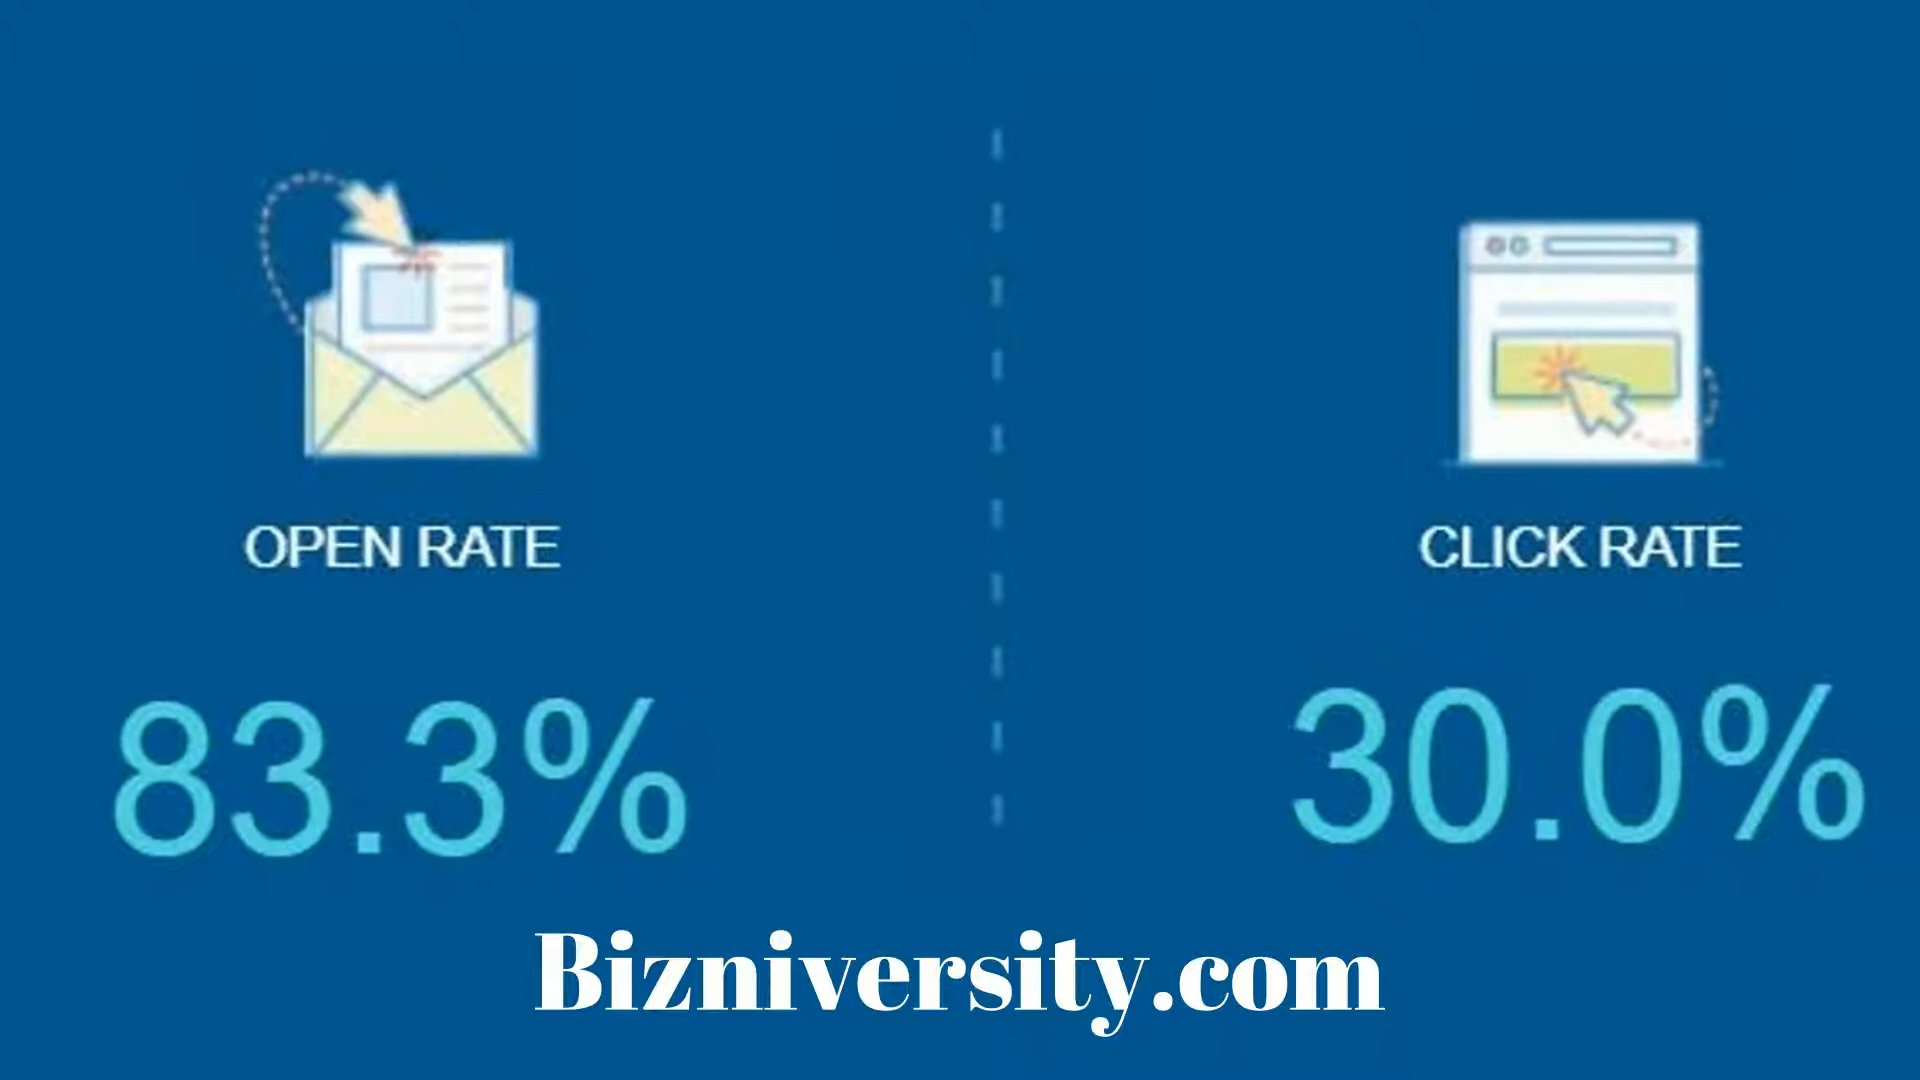 OPEN RATE
CLICK RATE
83.3%
30.0%
Bizniversity.com